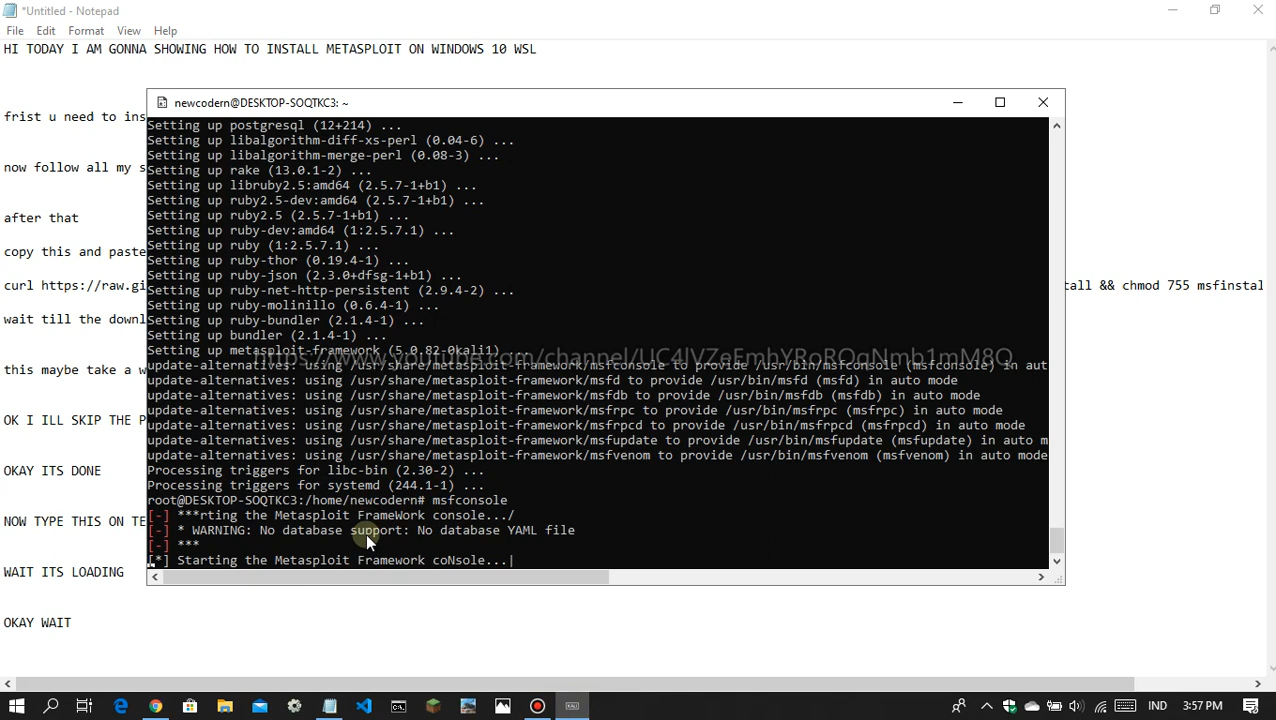 *Untitled - Notepad
File Edit Format View Help
HI TODAY I AM GONNA SHOWING HOW TO INSTALL METASPLOIT ON WINDOWS 10 WSL
frist u need to ins
now follow all my s
after that
copy this and paste
curl https://raw.gi
tall && chmod 755 msfinstal
wait till the downl
this maybe take a w
OK I ILL SKIP THE P
OKAY ITS DONE
NOW TYPE THIS ON TE
WAIT ITS LOADING
OKAY WAIT
newcodern@DESKTOP-SOQTKC3: ~
Setting up postgresql (12+214) ...
Setting up libalgorithm-diff-xs-perl (0.04-6) ...
Setting up libalgorithm-merge-perl (0.08-3) ...
Setting up rake (13.0.1-2) ...
Setting up libruby2.5:amd64 (2.5.7-1+b1) ...
Setting up ruby2.5-dev:amd64 (2.5.7-1+b1) ...
Setting up ruby2.5 (2.5.7-1+b1) ...
Setting up ruby-dev:amd64 (1:2.5.7.1) ...
Setting up ruby (1:2.5.7.1) ...
Setting up ruby-thor (0.19.4-1) ...
Setting up ruby-json (2.3.0+dfsg-1+b1) ...
Setting up ruby-net-http-persistent (2.9.4-2) ...
Setting up ruby-molinillo (0.6.4-1) ...
Setting up ruby-bundler (2.1.4-1) ...
Setting up bundler (2.1.4-1) ...
Setting up metasploit-framework (5.0.82-0kali1) ...
update-alternatives: using /usr/share/metasploit-framework/msfconsole to provide /usr/bin/msfconsole (msfconsole) in aut
update-alternatives: using /usr/share/metasploit-framework/msfd to provide /usr/bin/msfd (msfd) in auto mode
update-alternatives: using /usr/share/metasploit-framework/msfdb to provide /usr/bin/msfdb (msfdb) in auto mode
update-alternatives: using /usr/share/metasploit-framework/msfrpc to provide /usr/bin/msfrpc (msfrpc) in auto mode
update-alternatives: using /usr/share/metasploit-framework/msfrpcd to provide /usr/bin/msfrpcd (msfrpcd) in auto mode
update-alternatives: using /usr/share/metasploit-framework/msfupdate to provide /usr/bin/msfupdate (msfupdate) in auto m
update-alternatives: using /usr/share/metasploit-framework/msfvenom to provide /usr/bin/msfvenom (msfvenom) in auto mode
Processing triggers for libc-bin (2.30-2) ...
Processing triggers for systemd (244.1-1) ...
root@DESKTOP-SOQTKC3:/home/newcodern# msfconsole
[-] ***rting the Metasploit FrameWork console.../
[-] * WARNING: No database support: No database YAML file
[-] ***
[*] Starting the Metasploit Framework coNsole...|
IND 3:57 PM